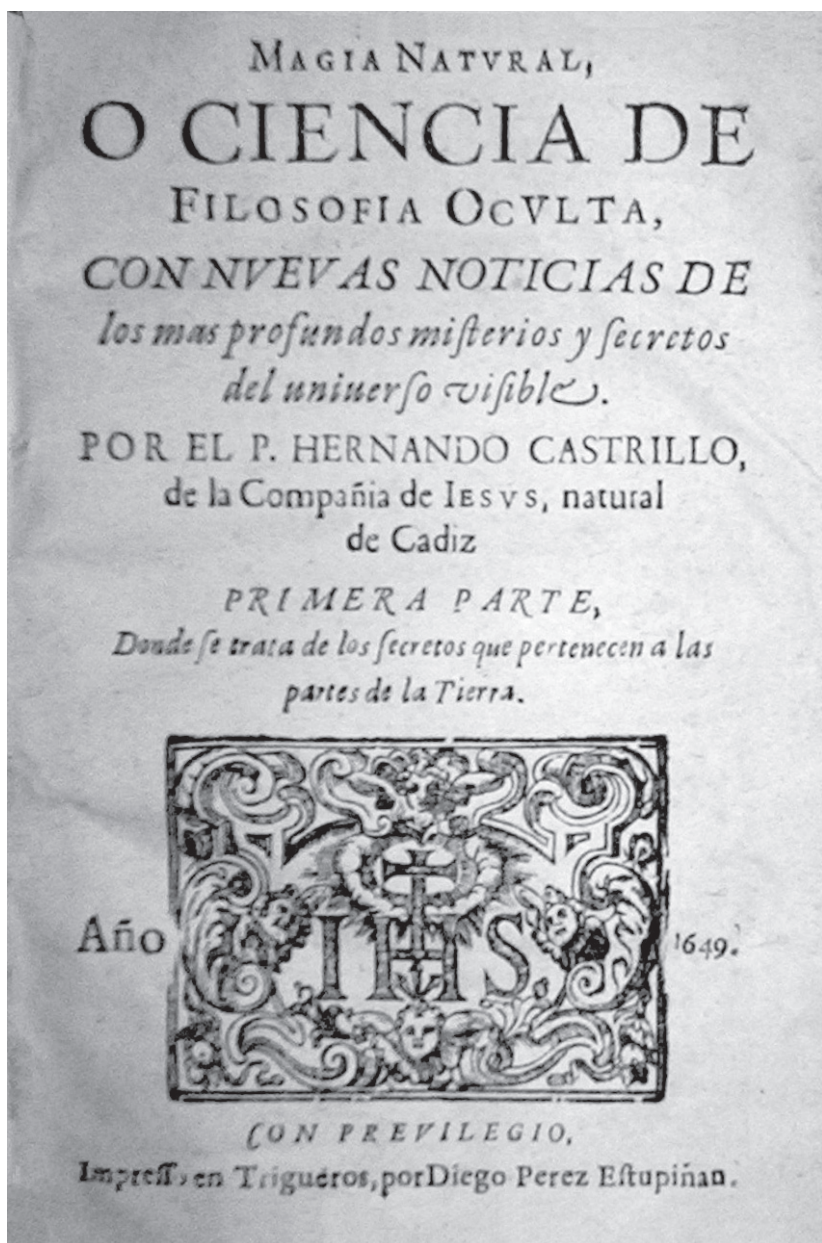 MAGIA NATVRAL,
O CIENCIA DE
FILOSOFIA OCVLTA,
CON NVEVAS NOTICIAS DE
los mas profundos miſterios y ſecretos
del uniuerſo viſible.
POR EL P. HERNANDO CASTRILLO,
de la Compañia de IESVS, natural
de Cadiz
PRIMERA PARTE,
Donde ſe trata de los ſecretos que pertenecen a las
partes de la Tierra.
Año
IHS
1649.
CON PREVILEGIO,
en Trigueros, por Diego Perez Eſtupiñan.